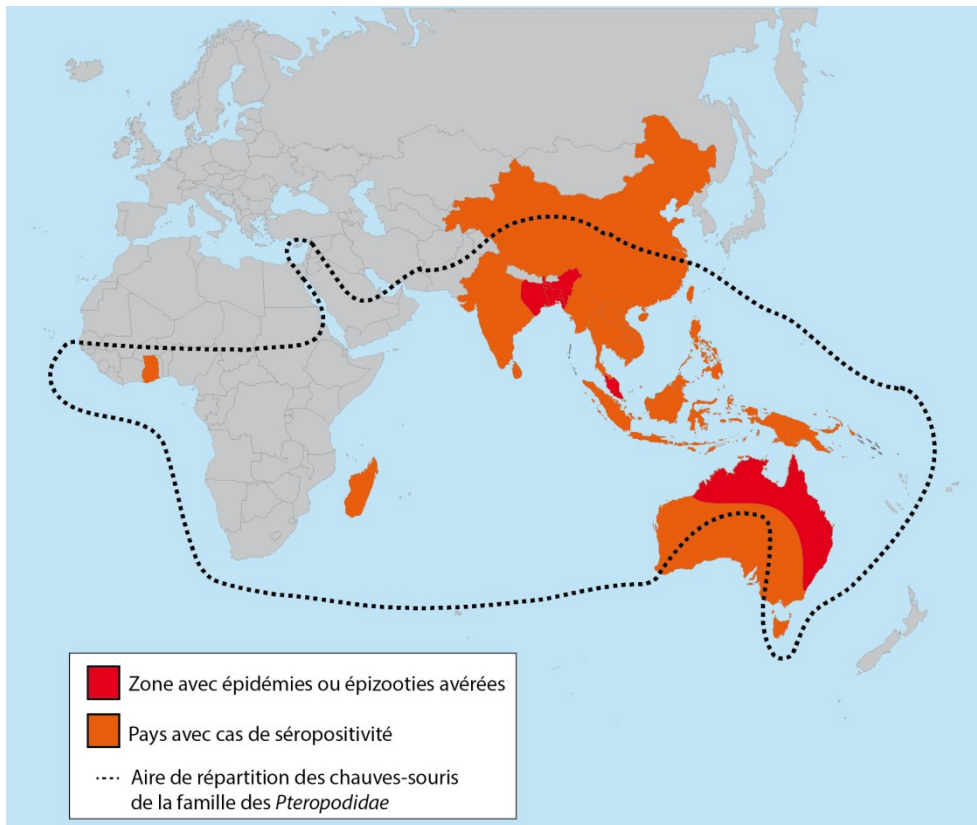 Zone avec épidémies ou épizooties avérées
Pays avec cas de séropositivité
Aire de répartition des chauves-souris
de la famille des Pteropodidae